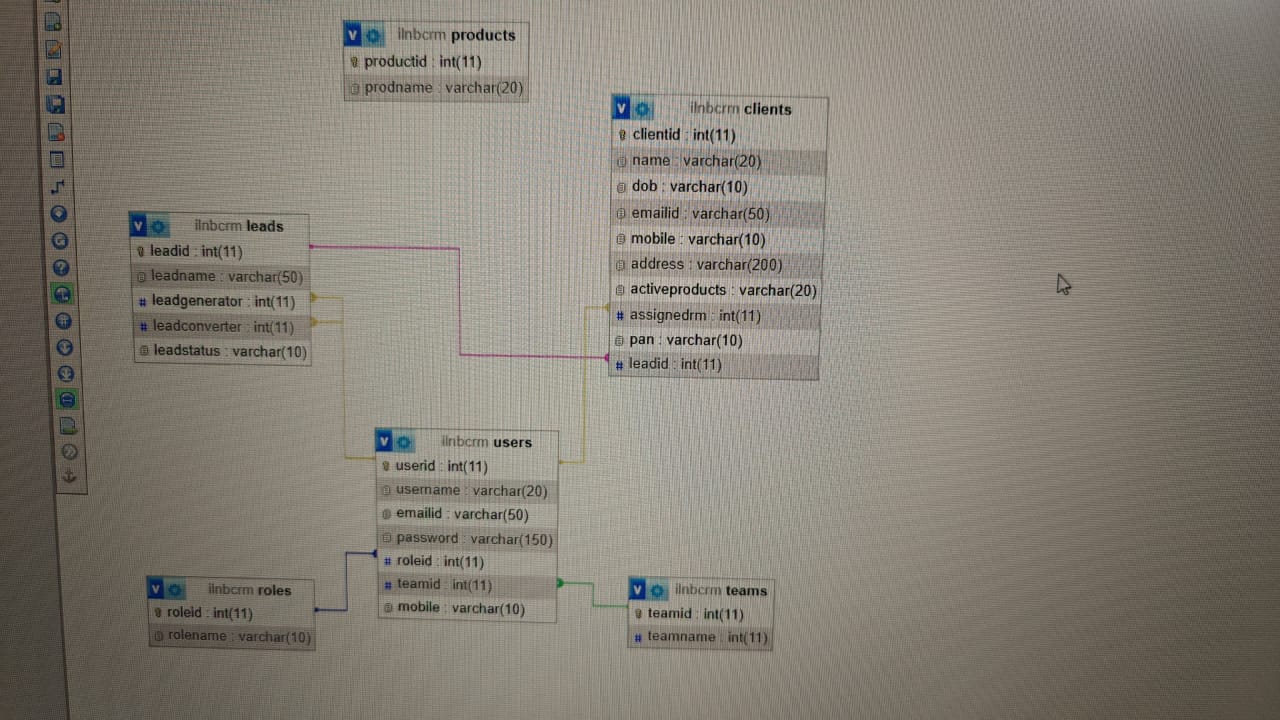 ilnbcrm products
productid : int(11)
prodname : varchar(20)
ilnbcrm clients
clientid : int(11)
name : varchar(20)
dob : varchar(10)
emailid : varchar(50)
mobile : varchar(10)
address : varchar(200)
activeproducts : varchar(20)
# assignedrm : int(11)
pan : varchar(10)
# leadid : int(11)
ilnbcrm leads
leadid : int(11)
leadname : varchar(50)
# leadgenerator : int(11)
# leadconverter : int(11)
leadstatus : varchar(10)
ilnbcrm users
userid : int(11)
username : varchar(20)
emailid : varchar(50)
password : varchar(150)
# roleid : int(11)
# teamid : int(11)
mobile : varchar(10)
ilnbcrm roles
roleid : int(11)
rolename : varchar(10)
ilnbcrm teams
teamid : int(11)
# teamname : int(11)